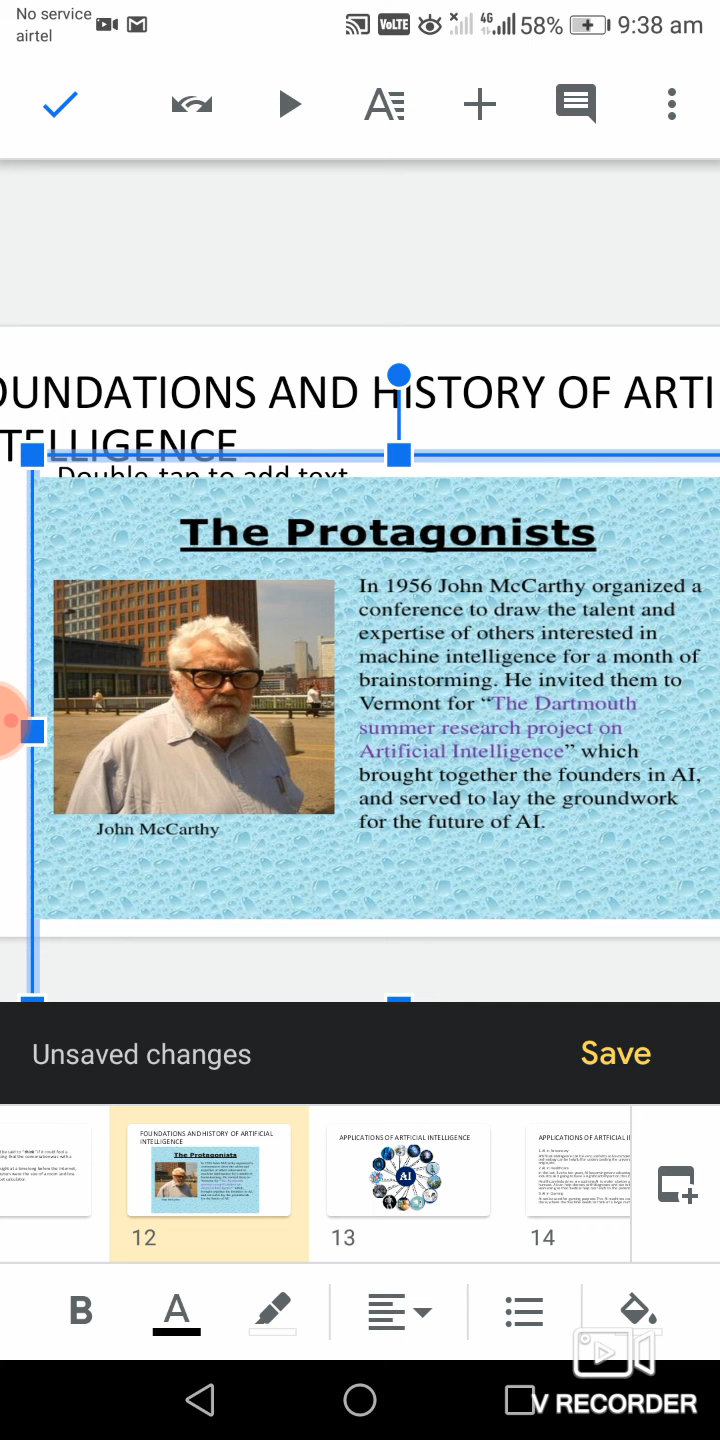 No service
airtel
VoLTE
4G
58%
9:38 am
OUNDATIONS AND HISTORY OF ARTI
TELLIGENCE
Double tap to add text
The Protagonists
In 1956 John McCarthy organized a
conference to draw the talent and
expertise of others interested in
machine intelligence for a month of
brainstorming. He invited them to
Vermont for “The Dartmouth
summer research project on
Artificial Intelligence” which
brought together the founders in AI,
and served to lay the groundwork
for the future of AI.
John McCarthy
Unsaved changes
Save
FOUNDATIONS AND HISTORY OF ARTIFICIAL
INTELLIGENCE
The Protagonists
12
APPLICATIONS OF ARTIFICAL INTELLIGENCE
AI
13
APPLICATIONS OF ARTIFICAL I
14
B
A
V RECORDER